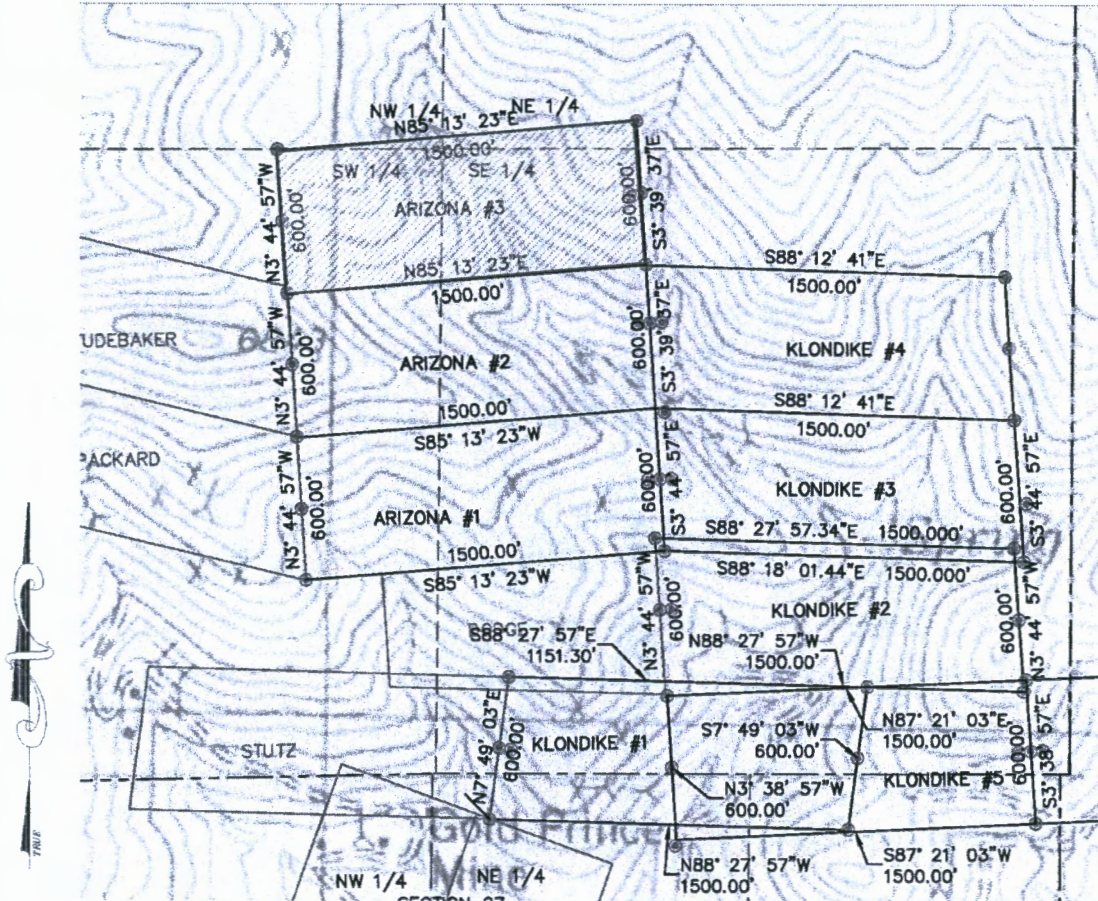 NW 1/4 NE 1/4
N85° 13' 23"E
1500.00'
SW 1/4 SE 1/4
ARIZONA #3
N3° 44' 57"W
600.00'
600.00'
S3° 39' 37"E
N85° 13' 23"E
1500.00'
S88° 12' 41"E
1500.00'
UDEBAKER
N3° 44' 57"W
600.00'
ARIZONA #2
600.00'
S3° 39' 37"E
KLONDIKE #4
1500.00'
S85° 13' 23"W
S88° 12' 41"E
1500.00'
PACKARD
N3° 44' 57"W
600.00'
ARIZONA #1
600.00'
S3° 44' 57"E
KLONDIKE #3
S3° 44' 57"E
600.00'
1500.00'
S85° 13' 23"W
S88° 27' 57.34"E 1500.000'
S88° 18' 01.44"E 1500.000'
N3° 44' 57"W
600.00'
KLONDIKE #2
N3° 44' 57"W
600.00'
DODGE
S88° 27' 57"E
1151.30'
N88° 27' 57"W
1500.00'
STUTZ
N7° 49' 03"E
600.00'
KLONDIKE #1
S7° 49' 03"W
600.00'
N87° 21' 03"E
1500.00'
600.00'
S3° 38' 57"E
N3° 38' 57"W
600.00'
KLONDIKE #5
Gold Prince
Mine
N88° 27' 57"W
1500.00'
S87° 21' 03"W
1500.00'
NW 1/4 NE 1/4
SECTION 27
TRUE